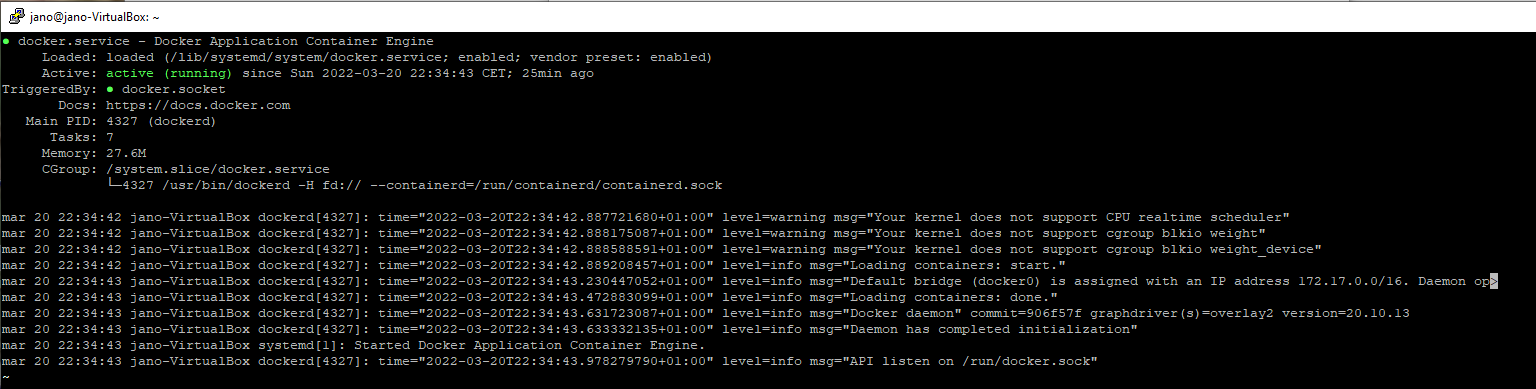 jano@jano-VirtualBox: ~
● docker.service - Docker Application Container Engine
Loaded: loaded (/lib/systemd/system/docker.service; enabled; vendor preset: enabled)
Active: active (running) since Sun 2022-03-20 22:34:43 CET; 25min ago
TriggeredBy: ● docker.socket
Docs: https://docs.docker.com
Main PID: 4327 (dockerd)
Tasks: 7
Memory: 27.6M
CGroup: /system.slice/docker.service
└─4327 /usr/bin/dockerd -H fd:// --containerd=/run/containerd/containerd.sock
mar 20 22:34:42 jano-VirtualBox dockerd[4327]: time="2022-03-20T22:34:42.887721680+01:00" level=warning msg="Your kernel does not support CPU realtime scheduler"
mar 20 22:34:42 jano-VirtualBox dockerd[4327]: time="2022-03-20T22:34:42.888175087+01:00" level=warning msg="Your kernel does not support cgroup blkio weight"
mar 20 22:34:42 jano-VirtualBox dockerd[4327]: time="2022-03-20T22:34:42.888588591+01:00" level=warning msg="Your kernel does not support cgroup blkio weight_device"
mar 20 22:34:42 jano-VirtualBox dockerd[4327]: time="2022-03-20T22:34:42.889208457+01:00" level=info msg="Loading containers: start."
mar 20 22:34:43 jano-VirtualBox dockerd[4327]: time="2022-03-20T22:34:43.230447052+01:00" level=info msg="Default bridge (docker0) is assigned with an IP address 172.17.0.0/16. Daemon op>
mar 20 22:34:43 jano-VirtualBox dockerd[4327]: time="2022-03-20T22:34:43.472883099+01:00" level=info msg="Loading containers: done."
mar 20 22:34:43 jano-VirtualBox dockerd[4327]: time="2022-03-20T22:34:43.631723087+01:00" level=info msg="Docker daemon" commit=906f57f graphdriver(s)=overlay2 version=20.10.13
mar 20 22:34:43 jano-VirtualBox dockerd[4327]: time="2022-03-20T22:34:43.633332135+01:00" level=info msg="Daemon has completed initialization"
mar 20 22:34:43 jano-VirtualBox systemd[1]: Started Docker Application Container Engine.
mar 20 22:34:43 jano-VirtualBox dockerd[4327]: time="2022-03-20T22:34:43.978279790+01:00" level=info msg="API listen on /run/docker.sock"
~